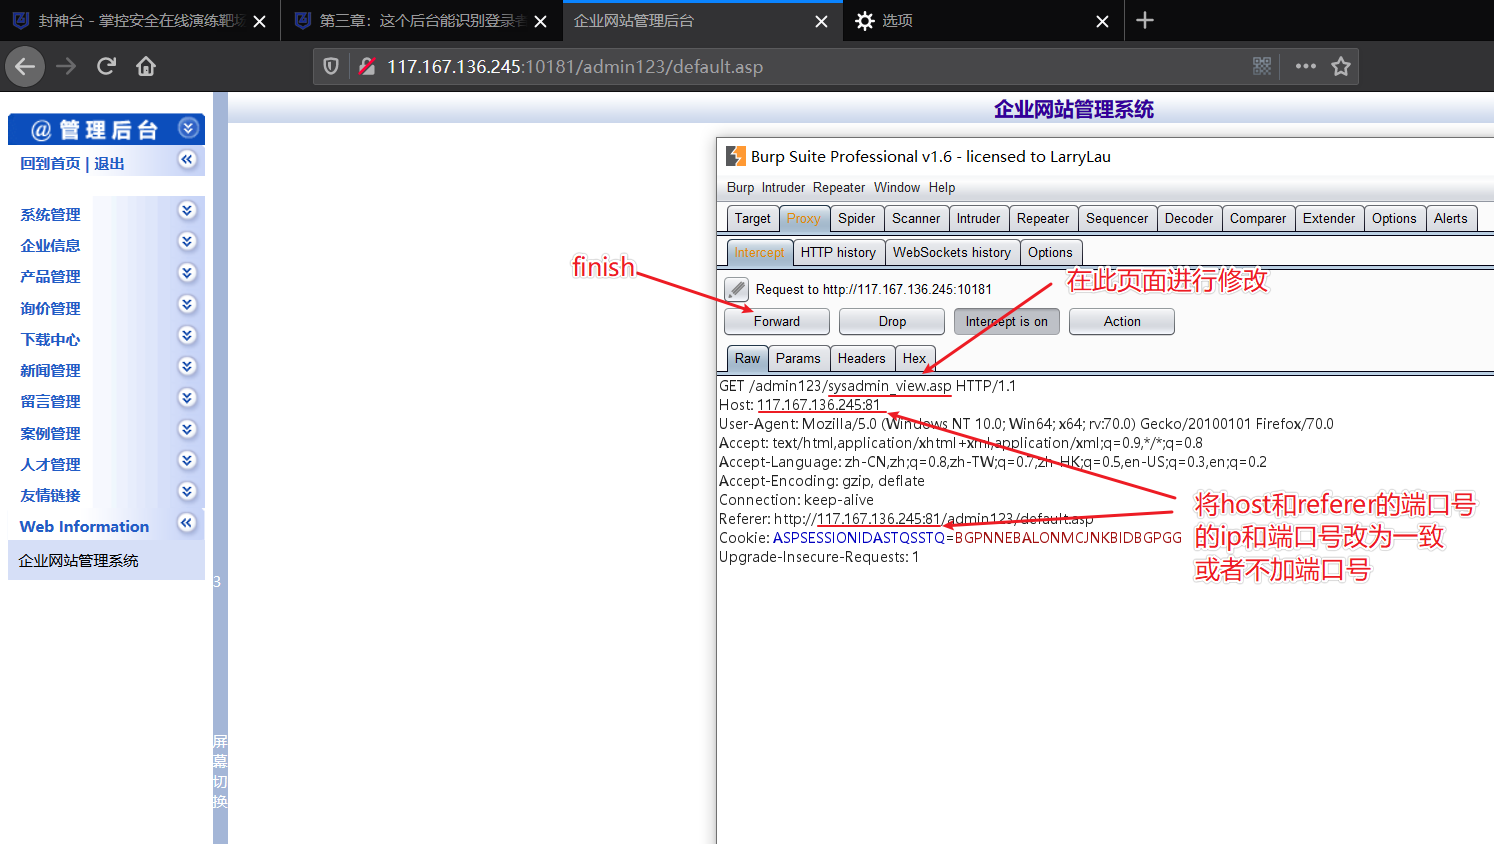 封神台 - 掌控安全在线演练靶场
第三章：这个后台能识别登录者
企业网站管理后台
选项
117.167.136.245:10181/admin123/default.asp
企业网站管理系统
@ 管理后台
回到首页 | 退出
系统管理
企业信息
产品管理
询价管理
下载中心
新闻管理
留言管理
案例管理
人才管理
友情链接
Web Information
企业网站管理系统
3
屏
幕
切
换
Burp Suite Professional v1.6 - licensed to LarryLau
Burp Intruder Repeater Window Help
Target Proxy Spider Scanner Intruder Repeater Sequencer Decoder Comparer Extender Options Alerts
Intercept HTTP history WebSockets history Options
finish
在此页面进行修改
Request to http://117.167.136.245:10181
Forward Drop Intercept is on Action
Raw Params Headers Hex
GET /admin123/sysadmin_view.asp HTTP/1.1
Host: 117.167.136.245:81
User-Agent: Mozilla/5.0 (Windows NT 10.0; Win64; x64; rv:70.0) Gecko/20100101 Firefox/70.0
Accept: text/html,application/xhtml+xml,application/xml;q=0.9,*/*;q=0.8
Accept-Language: zh-CN,zh;q=0.8,zh-TW;q=0.7,zh-HK;q=0.5,en-US;q=0.3,en;q=0.2
Accept-Encoding: gzip, deflate
Connection: keep-alive
Referer: http://117.167.136.245:81/admin123/default.asp
Cookie: ASPSESSIONIDASTQSSTQ=BGPNNEBALONMCJNKBIDBGPGG
Upgrade-Insecure-Requests: 1
将host和referer的端口号
的ip和端口号改为一致
或者不加端口号